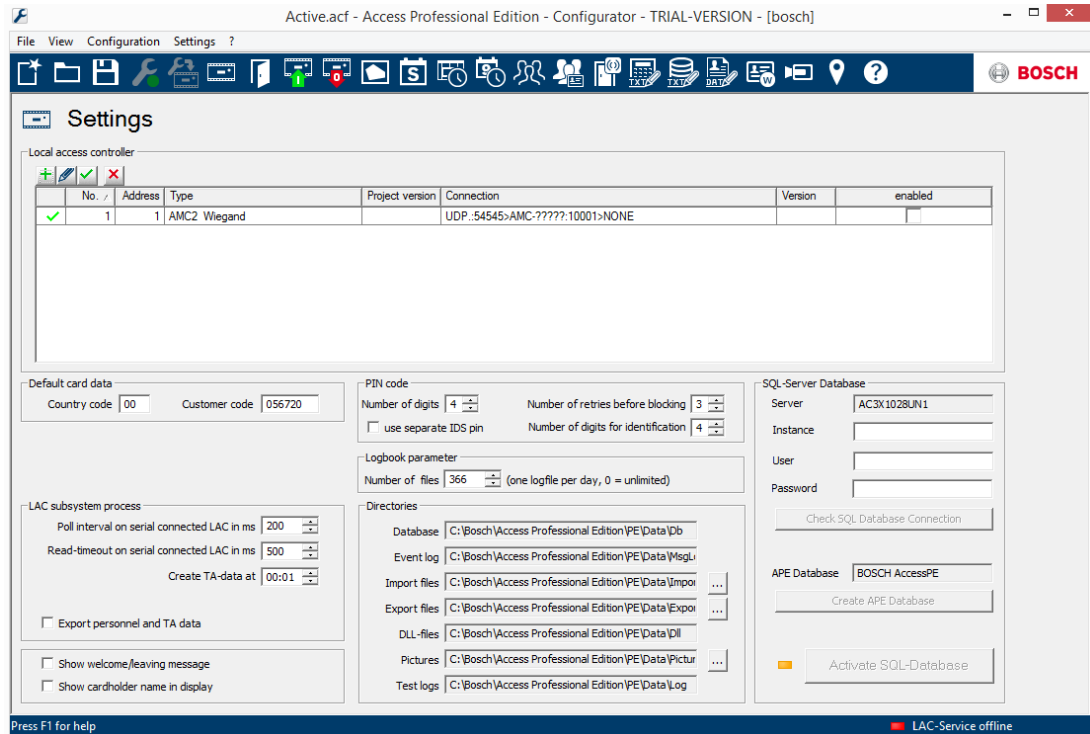 Active.acf - Access Professional Edition - Configurator - TRIAL-VERSION - [bosch]
File View Configuration Settings ?
BOSCH
Settings
Local access controller
No. Address Type Project version Connection Version enabled
1 1 AMC2 Wiegand UDP.:54545>AMC-?????:10001>NONE
Default card data
Country code 00 Customer code 056720
PIN code
Number of digits 4 Number of retries before blocking 3
use separate IDS pin Number of digits for identification 4
Logbook parameter
Number of files 366 (one logfile per day, 0 = unlimited)
LAC subsystem process
Poll interval on serial connected LAC in ms 200
Read-timeout on serial connected LAC in ms 500
Create TA-data at 00:01
Export personnel and TA data
Show welcome/leaving message
Show cardholder name in display
Directories
Database C:\Bosch\Access Professional Edition\PE\Data\Db
Event log C:\Bosch\Access Professional Edition\PE\Data\MsgL
Import files C:\Bosch\Access Professional Edition\PE\Data\Impor ...
Export files C:\Bosch\Access Professional Edition\PE\Data\Expor ...
DLL-files C:\Bosch\Access Professional Edition\PE\Data\Dll
Pictures C:\Bosch\Access Professional Edition\PE\Data\Pictur ...
Test logs C:\Bosch\Access Professional Edition\PE\Data\Log
SQL-Server Database
Server AC3X1028UN1
Instance
User
Password
Check SQL Database Connection
APE Database BOSCH AccessPE
Create APE Database
Activate SQL-Database
Press F1 for help
LAC-Service offline